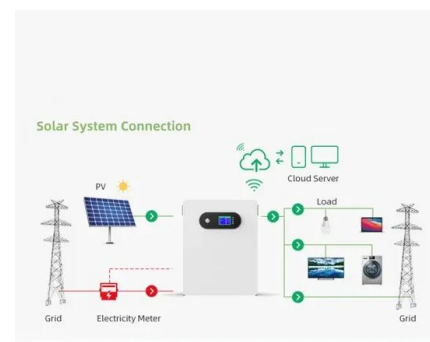 Solar System Connection
Cloud Server
PV
Load
Grid
Electricity Meter
Grid